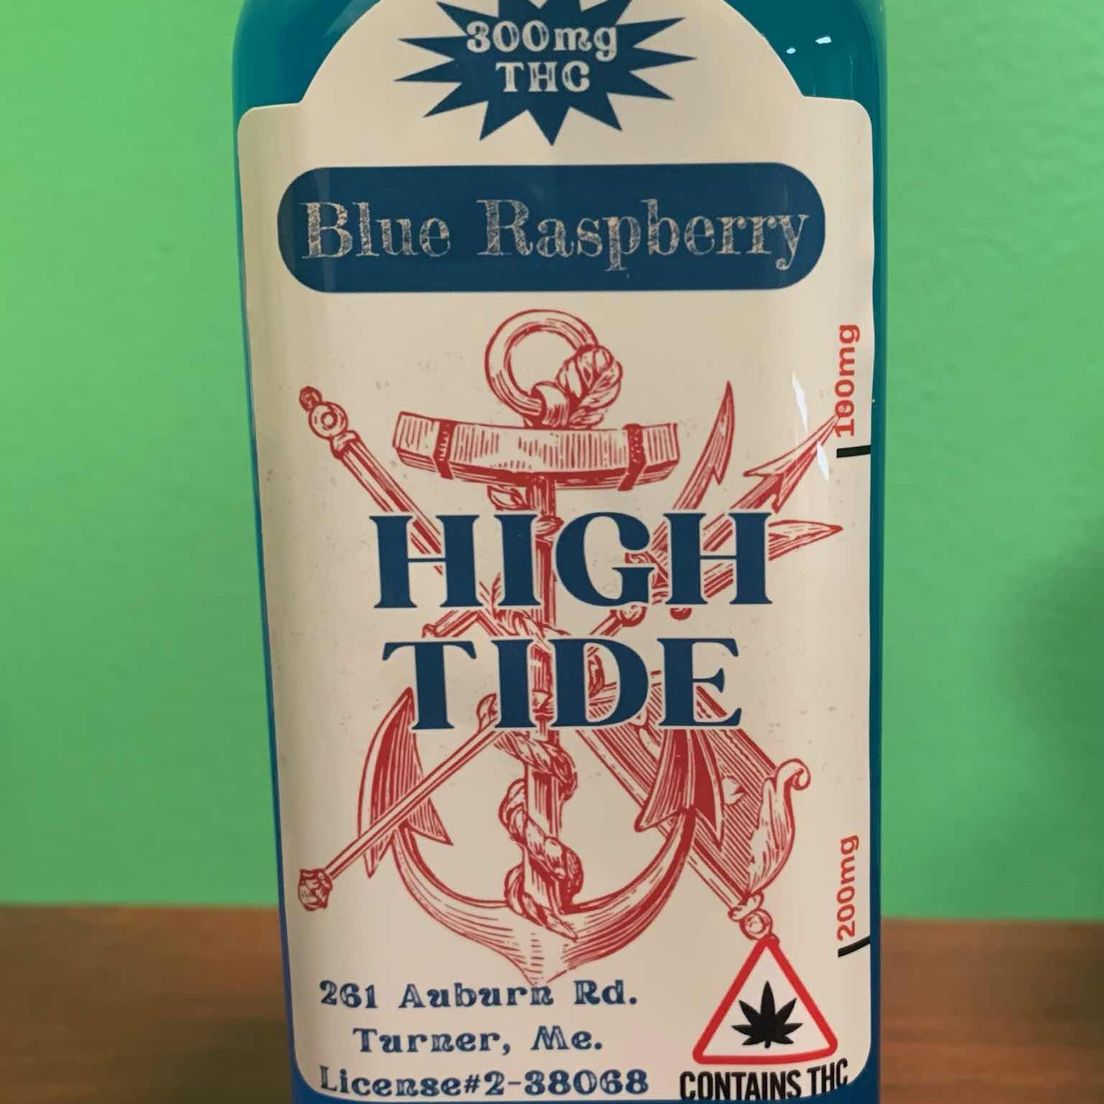 300mg
THC
Blue Raspberry
100mg
HIGH
TIDE
200mg
261 Auburn Rd.
Turner, Me.
License#2-38068
CONTAINS THC